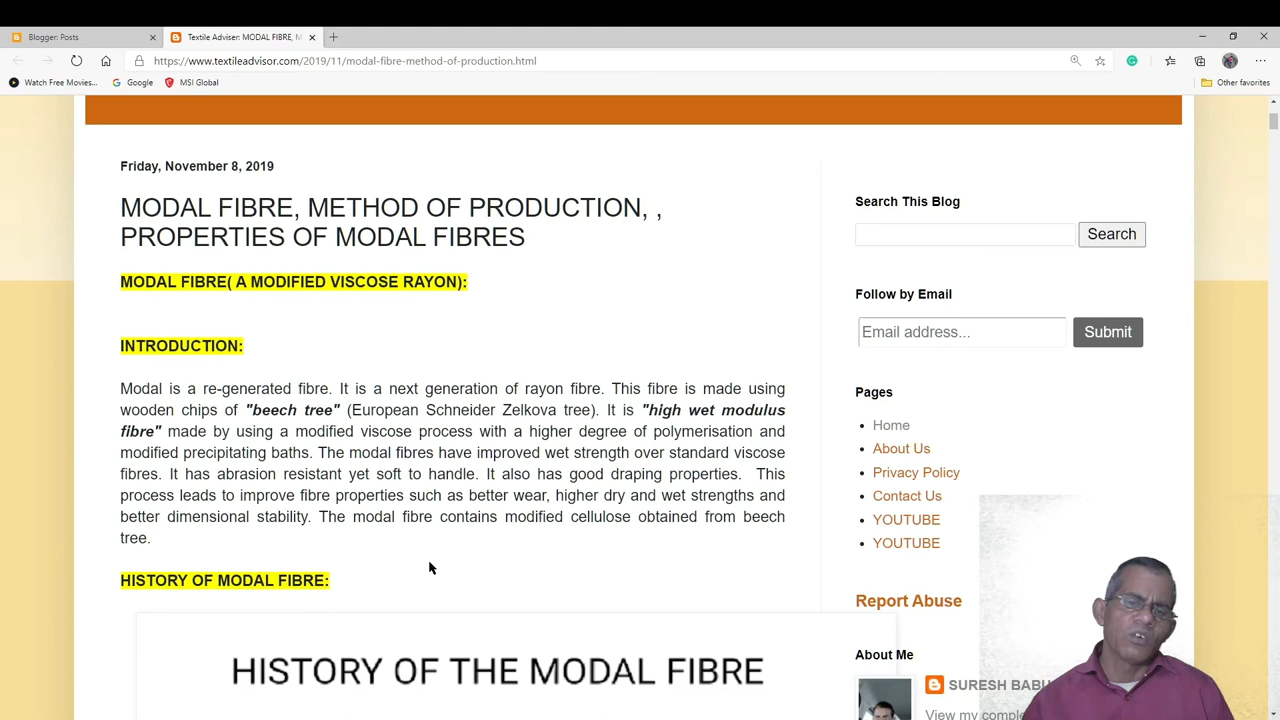 Blogger: Posts
Textile Adviser: MODAL FIBRE, M
https://www.textileadvisor.com/2019/11/modal-fibre-method-of-production.html
Watch Free Movies...
Google
MSI Global
Other favorites
Friday, November 8, 2019
MODAL FIBRE, METHOD OF PRODUCTION, ,
PROPERTIES OF MODAL FIBRES
MODAL FIBRE( A MODIFIED VISCOSE RAYON):
INTRODUCTION:
Modal is a re-generated fibre. It is a next generation of rayon fibre. This fibre is made using
wooden chips of "beech tree" (European Schneider Zelkova tree). It is "high wet modulus
fibre" made by using a modified viscose process with a higher degree of polymerisation and
modified precipitating baths. The modal fibres have improved wet strength over standard viscose
fibres. It has abrasion resistant yet soft to handle. It also has good draping properties. This
process leads to improve fibre properties such as better wear, higher dry and wet strengths and
better dimensional stability. The modal fibre contains modified cellulose obtained from beech
tree.
HISTORY OF MODAL FIBRE:
HISTORY OF THE MODAL FIBRE
Search This Blog
Search
Follow by Email
Email address...
Submit
Pages
Home
About Us
Privacy Policy
Contact Us
YOUTUBE
YOUTUBE
Report Abuse
About Me
SURESH BABU
View my comple